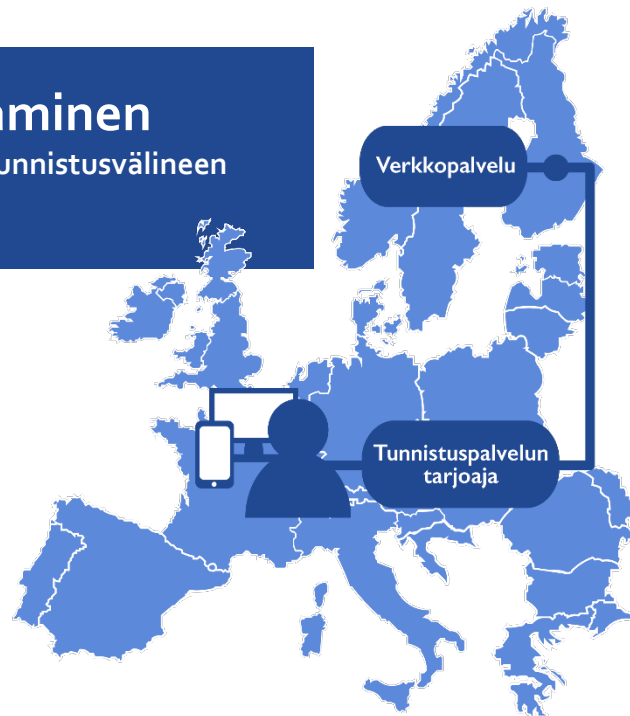 minen
unnistusvälineen
Verkkopalvelu
Tunnistuspalvelun
tarjoaja